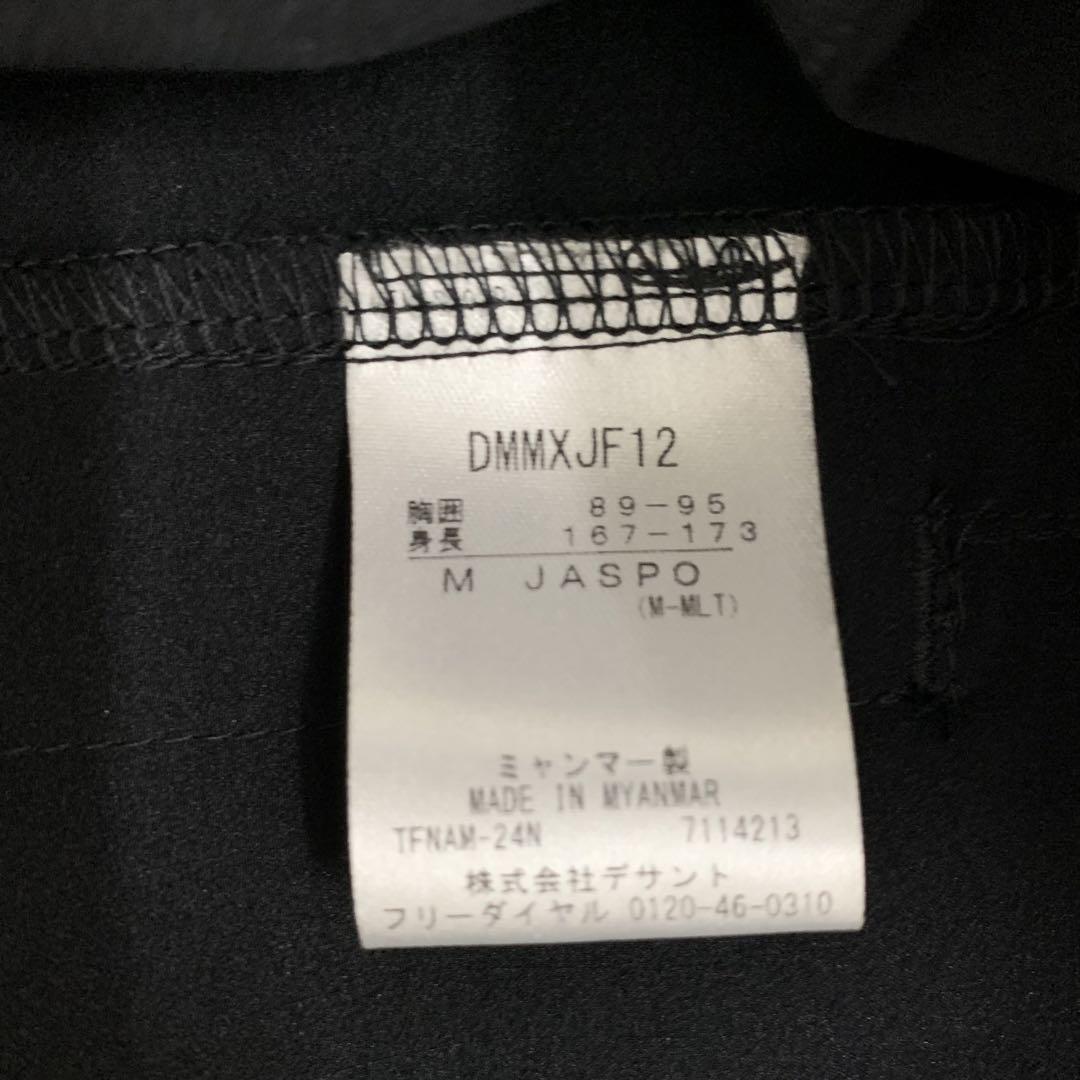 DMMXJF12
胸囲 89-95
身長 167-173
M JASPO
(M-MLT)
ミャンマー製
MADE IN MYANMAR
TFNAM-24N 7114213
株式会社デサント
フリーダイヤル 0120-46-0310